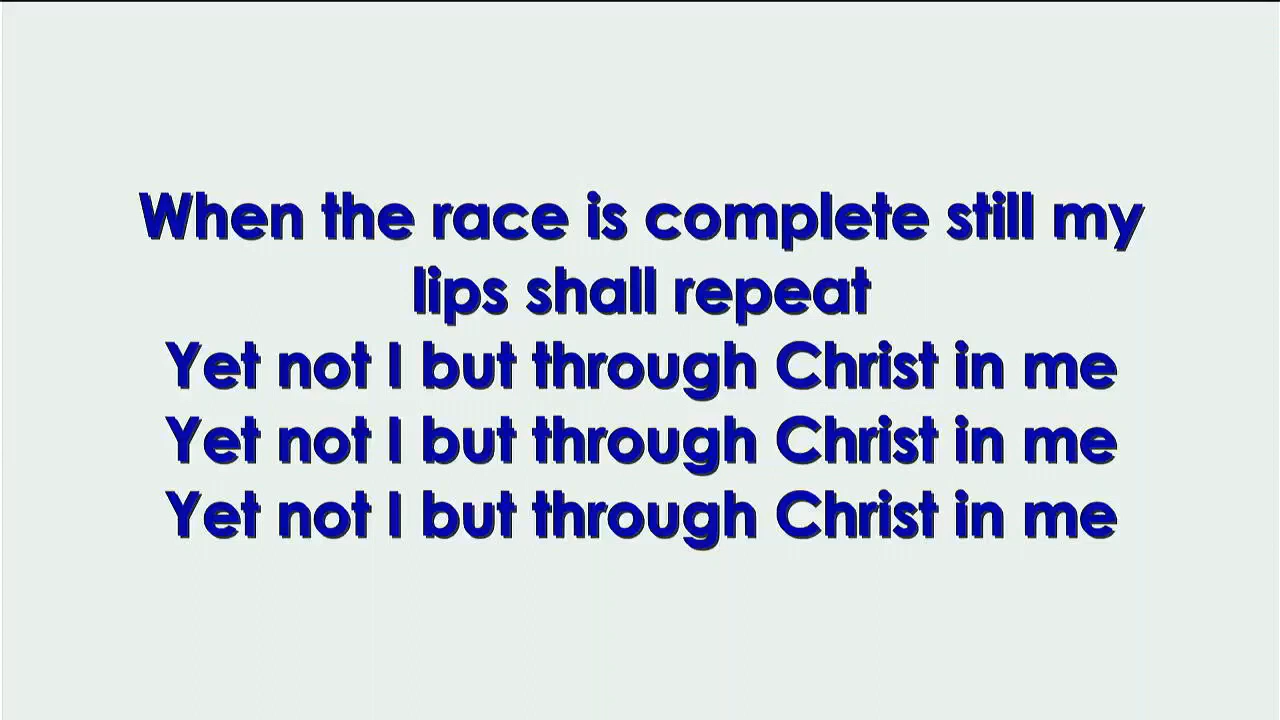 When the race is complete still my
lips shall repeat
Yet not I but through Christ in me
Yet not I but through Christ in me
Yet not I but through Christ in me